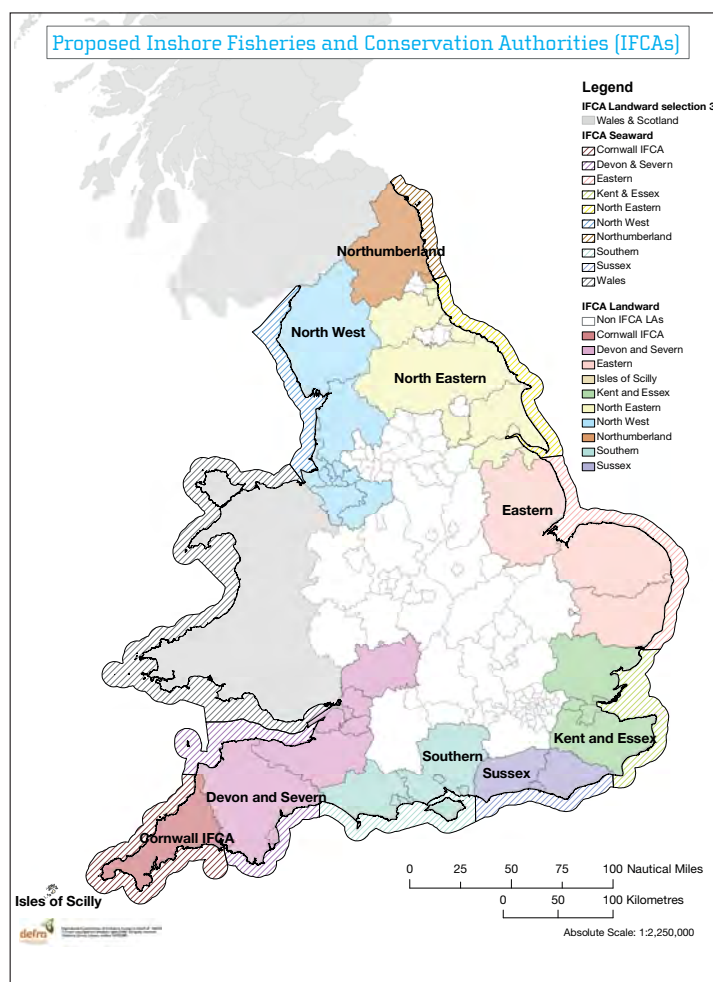 Proposed Inshore Fisheries and Conservation Authorities (IFCAs)
Legend
IFCA Landward selection 3
Wales & Scotland
IFCA Seaward
Cornwall IFCA
Devon & Severn
Eastern
Kent & Essex
North Eastern
North West
Northumberland
Southern
Sussex
Wales
IFCA Landward
Non IFCA LAs
Cornwall IFCA
Devon and Severn
Eastern
Isles of Scilly
Kent and Essex
North Eastern
North West
Northumberland
Southern
Sussex
Northumberland
North West
North Eastern
Eastern
Kent and Essex
Southern
Sussex
Devon and Severn
Cornwall IFCA
Isles of Scilly
0 25 50 75 100 Nautical Miles
0 50 100 Kilometres
Absolute Scale: 1:2,250,000
defra